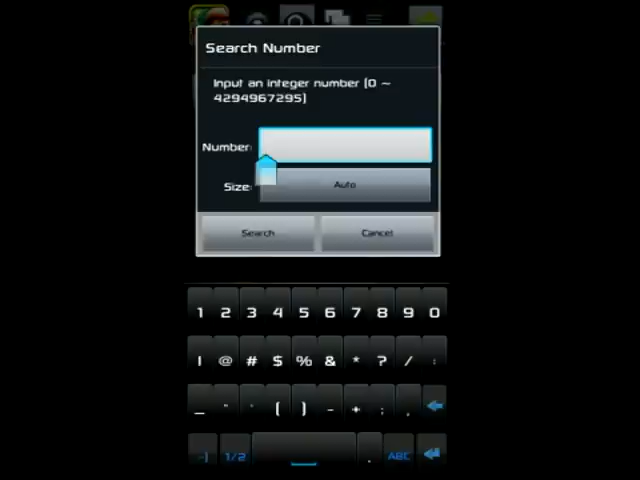 Search Number
Input an integer number (0 ~
4294967295)
Number:
Size:
Auto
Search
Cancel
1 2 3 4 5 6 7 8 9 0
! @ # $ % & * ? / :
_ " ' ( ) - + ; ,
:-) 1/2 . ABC